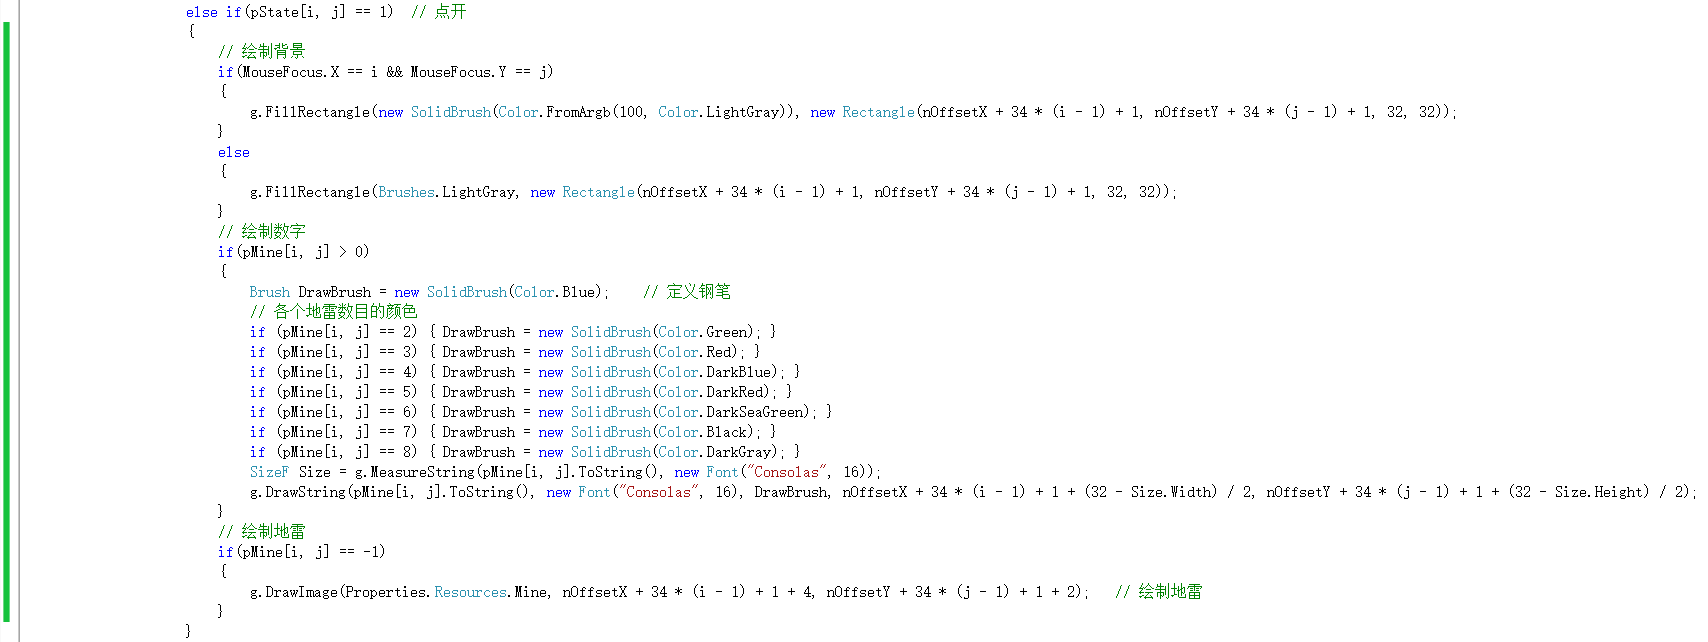 else if(pState[i, j] == 1)  // 点开
{
    // 绘制背景
    if(MouseFocus.X == i && MouseFocus.Y == j)
    {
        g.FillRectangle(new SolidBrush(Color.FromArgb(100, Color.LightGray)), new Rectangle(nOffsetX + 34 * (i - 1) + 1, nOffsetY + 34 * (j - 1) + 1, 32, 32));
    }
    else
    {
        g.FillRectangle(Brushes.LightGray, new Rectangle(nOffsetX + 34 * (i - 1) + 1, nOffsetY + 34 * (j - 1) + 1, 32, 32));
    }
    // 绘制数字
    if(pMine[i, j] > 0)
    {
        Brush DrawBrush = new SolidBrush(Color.Blue);    // 定义钢笔
        // 各个地雷数目的颜色
        if (pMine[i, j] == 2) { DrawBrush = new SolidBrush(Color.Green); }
        if (pMine[i, j] == 3) { DrawBrush = new SolidBrush(Color.Red); }
        if (pMine[i, j] == 4) { DrawBrush = new SolidBrush(Color.DarkBlue); }
        if (pMine[i, j] == 5) { DrawBrush = new SolidBrush(Color.DarkRed); }
        if (pMine[i, j] == 6) { DrawBrush = new SolidBrush(Color.DarkSeaGreen); }
        if (pMine[i, j] == 7) { DrawBrush = new SolidBrush(Color.Black); }
        if (pMine[i, j] == 8) { DrawBrush = new SolidBrush(Color.DarkGray); }
        SizeF Size = g.MeasureString(pMine[i, j].ToString(), new Font("Consolas", 16));
        g.DrawString(pMine[i, j].ToString(), new Font("Consolas", 16), DrawBrush, nOffsetX + 34 * (i - 1) + 1 + (32 - Size.Width) / 2, nOffsetY + 34 * (j - 1) + 1 + (32 - Size.Height) / 2);
    }
    // 绘制地雷
    if(pMine[i, j] == -1)
    {
        g.DrawImage(Properties.Resources.Mine, nOffsetX + 34 * (i - 1) + 1 + 4, nOffsetY + 34 * (j - 1) + 1 + 2);   // 绘制地雷
    }
}